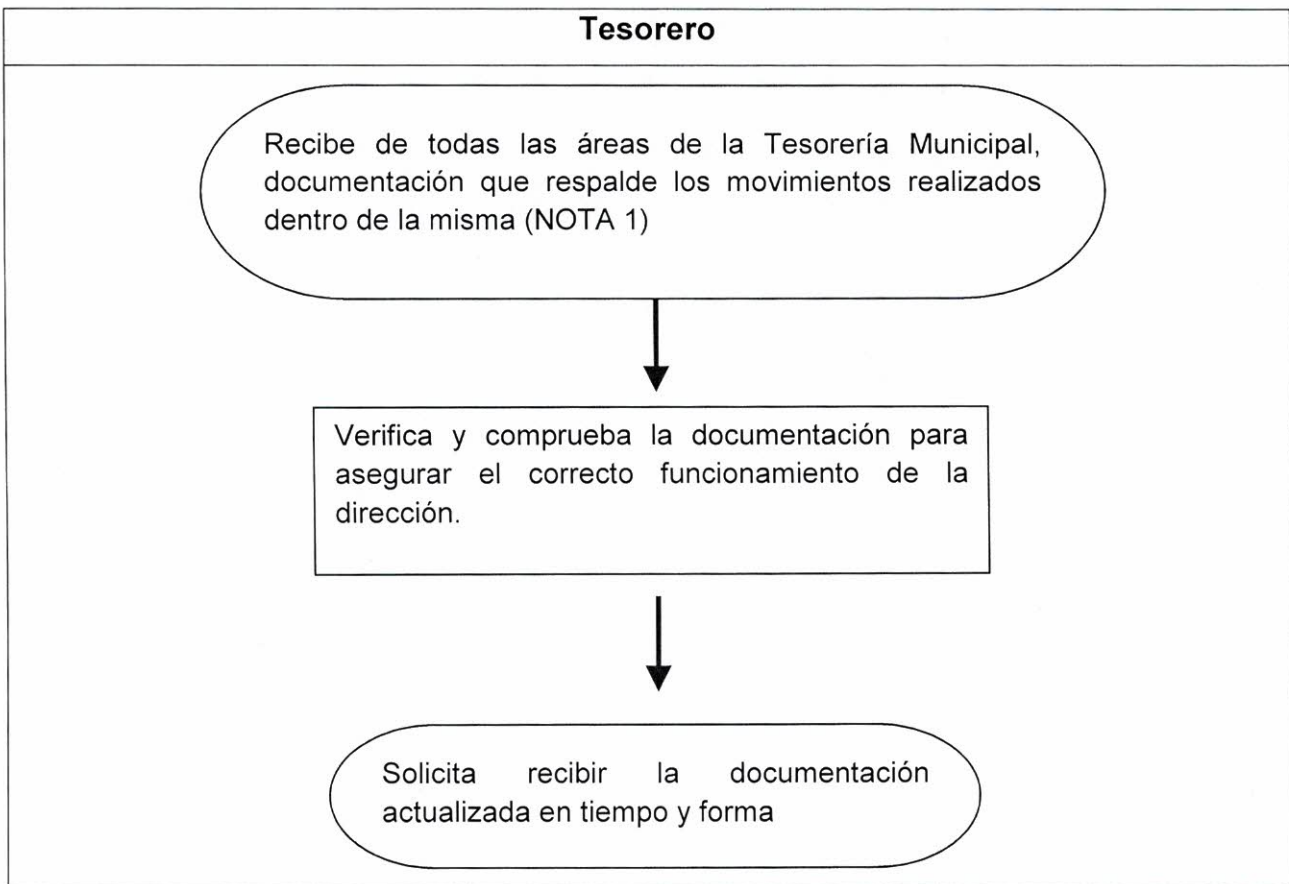 Tesorero
Recibe de todas las áreas de la Tesorería Municipal,
documentación que respalde los movimientos realizados
dentro de la misma (NOTA 1)
Verifica y comprueba la documentación para
asegurar el correcto funcionamiento de la
dirección.
Solicita recibir la documentación
actualizada en tiempo y forma